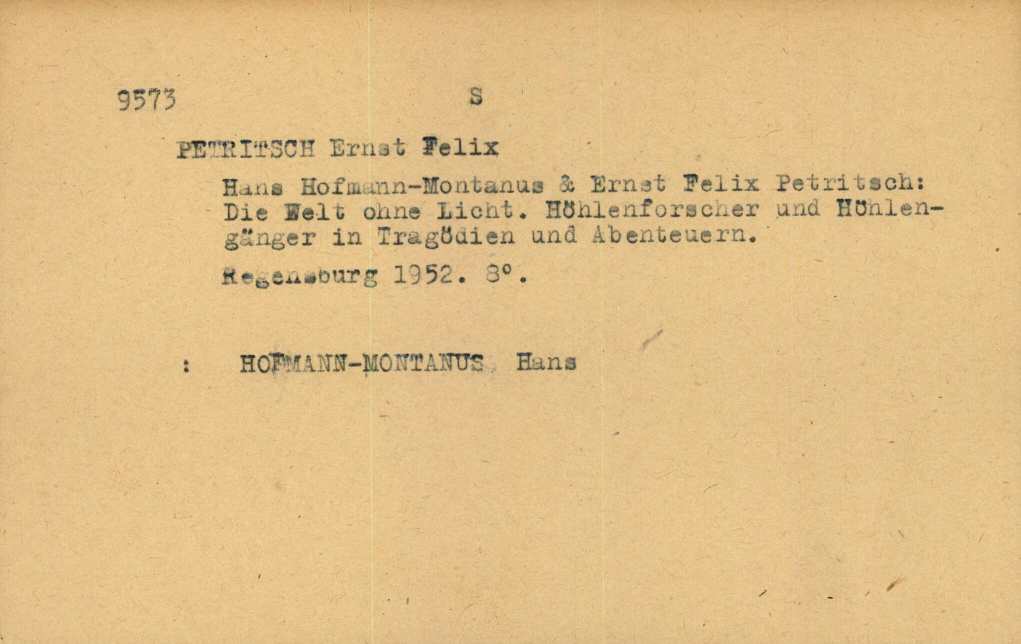 9573 S
PETRITSCH Ernst Felix
Hans Hofmann-Montanus & Ernst Felix Petritsch:
Die Welt ohne Licht. Höhlenforscher und Höhlen-
gänger in Tragödien und Abenteuern.
Regensburg 1952. 8°.
: HOFMANN-MONTANUS, Hans